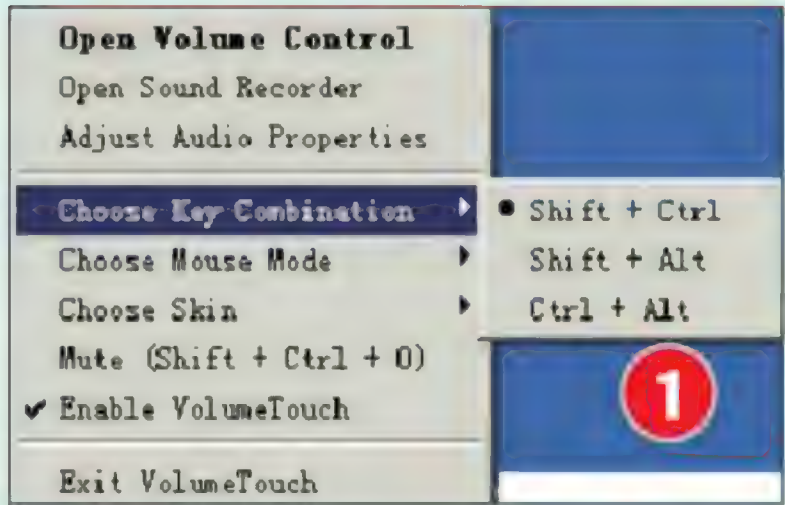 Open Volume Control
Open Sound Recorder
Adjust Audio Properties
Choose Key Combination
Choose Mouse Mode
Choose Skin
Mute (Shift + Ctrl + 0)
Enable VolumeTouch
Exit VolumeTouch
Shift + Ctrl
Shift + Alt
Ctrl + Alt
1